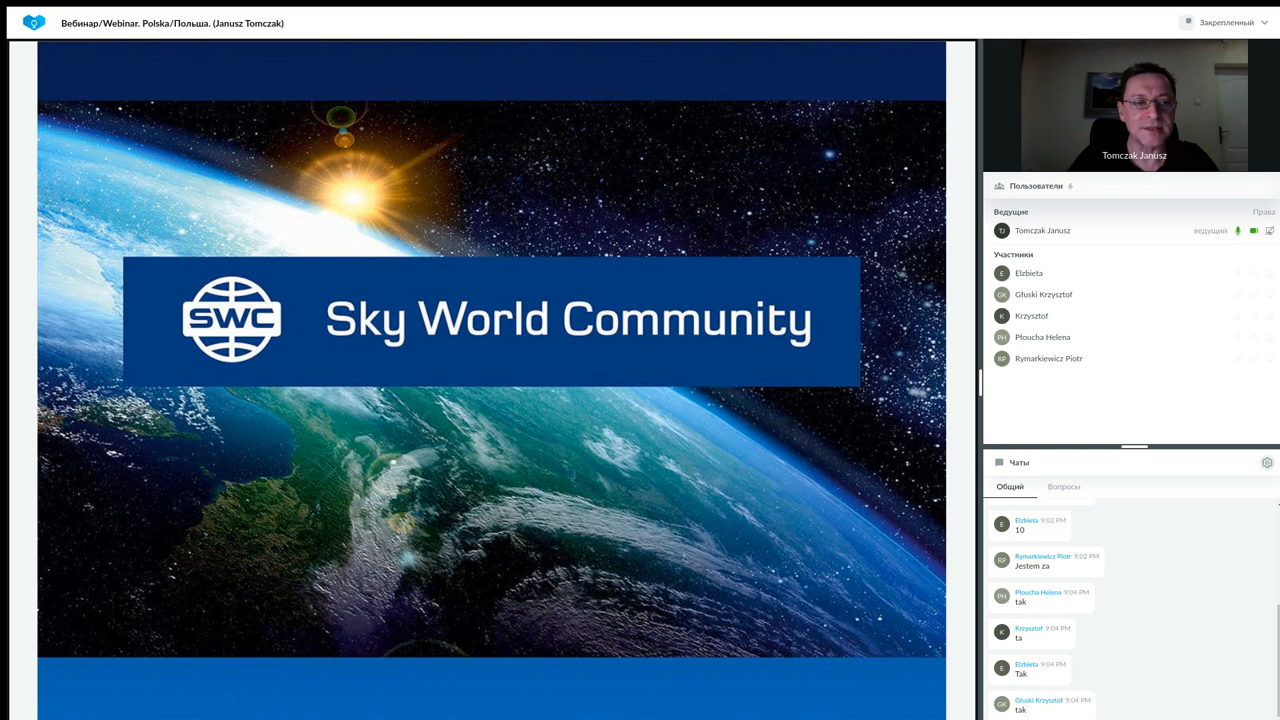 Вебинар/Webinar. Polska/Польша. (Janusz Tomczak)
Закрепленный
SWC
Sky World Community
Tomczak Janusz
Пользователи 6
Ведущие
Права
TJ Tomczak Janusz
ведущий
Участники
E Elzbieta
GK Głuski Krzysztof
K Krzysztof
PH Płoucha Helena
RP Rymarkiewicz Piotr
Чаты
Общий Вопросы
E Elzbieta 9:02 PM
10
RP Rymarkiewicz Piotr 9:02 PM
Jestem za
PH Płoucha Helena 9:04 PM
tak
K Krzysztof 9:04 PM
ta
E Elzbieta 9:04 PM
Tak
GK Głuski Krzysztof 9:04 PM
tak